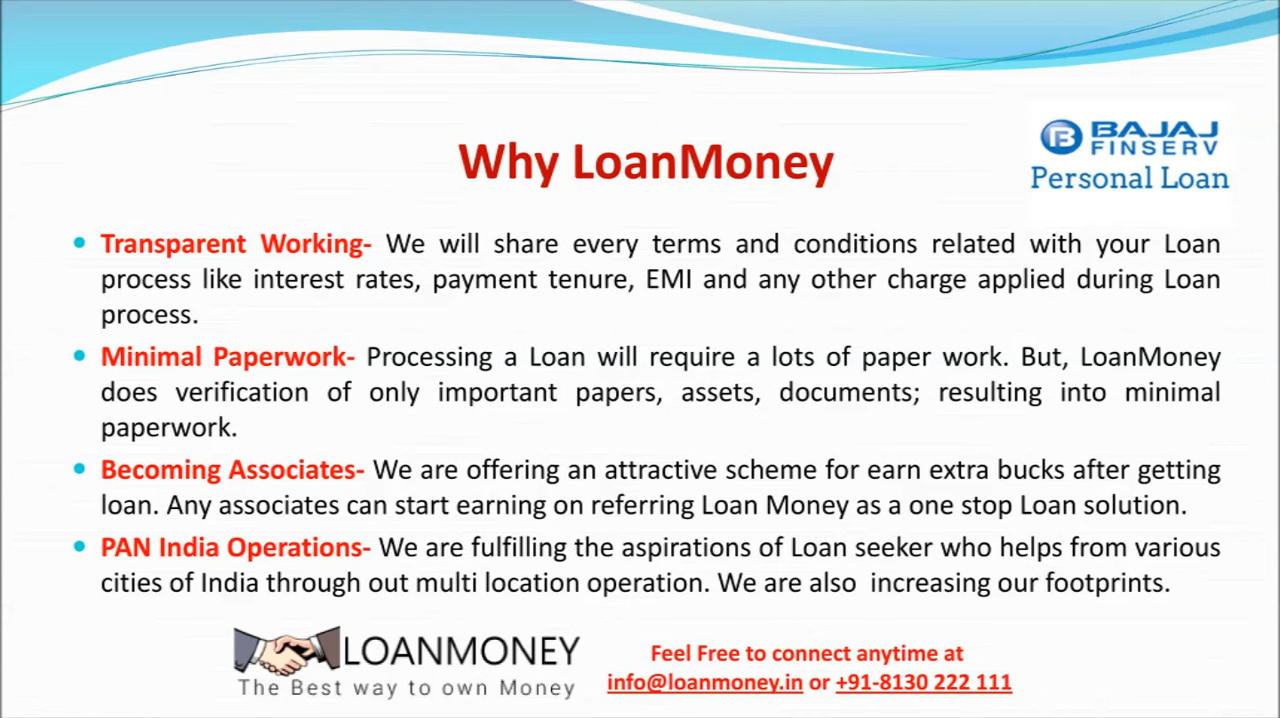 BAJAJ
FINSERV
Personal Loan
Why LoanMoney
Transparent Working- We will share every terms and conditions related with your Loan
process like interest rates, payment tenure, EMI and any other charge applied during Loan
process.
Minimal Paperwork- Processing a Loan will require a lots of paper work. But, LoanMoney
does verification of only important papers, assets, documents; resulting into minimal
paperwork.
Becoming Associates- We are offering an attractive scheme for earn extra bucks after getting
loan. Any associates can start earning on referring Loan Money as a one stop Loan solution.
PAN India Operations- We are fulfilling the aspirations of Loan seeker who helps from various
cities of India through out multi location operation. We are also increasing our footprints.
LOANMONEY
The Best way to own Money
Feel Free to connect anytime at
info@loanmoney.in or +91-8130 222 111